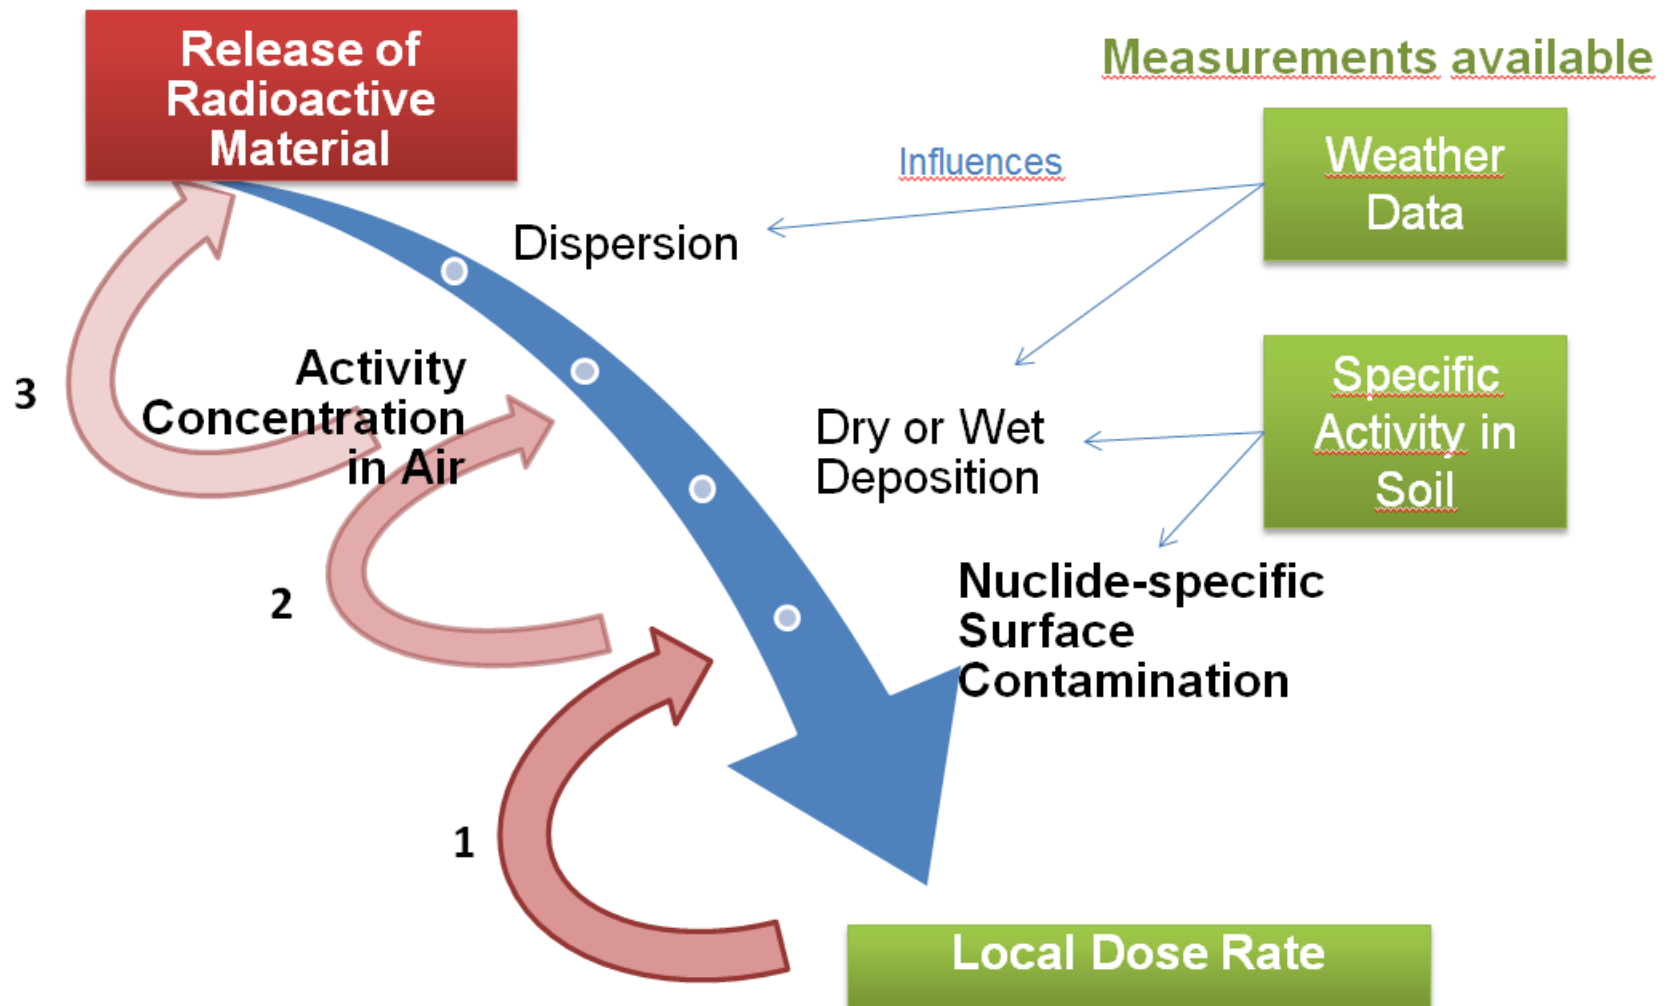 Release of
Radioactive
Material
Measurements available
Influences
Weather
Data
Dispersion
Activity
Concentration
in Air
3
Dry or Wet
Deposition
Specific
Activity in
Soil
2
Nuclide-specific
Surface
Contamination
1
Local Dose Rate